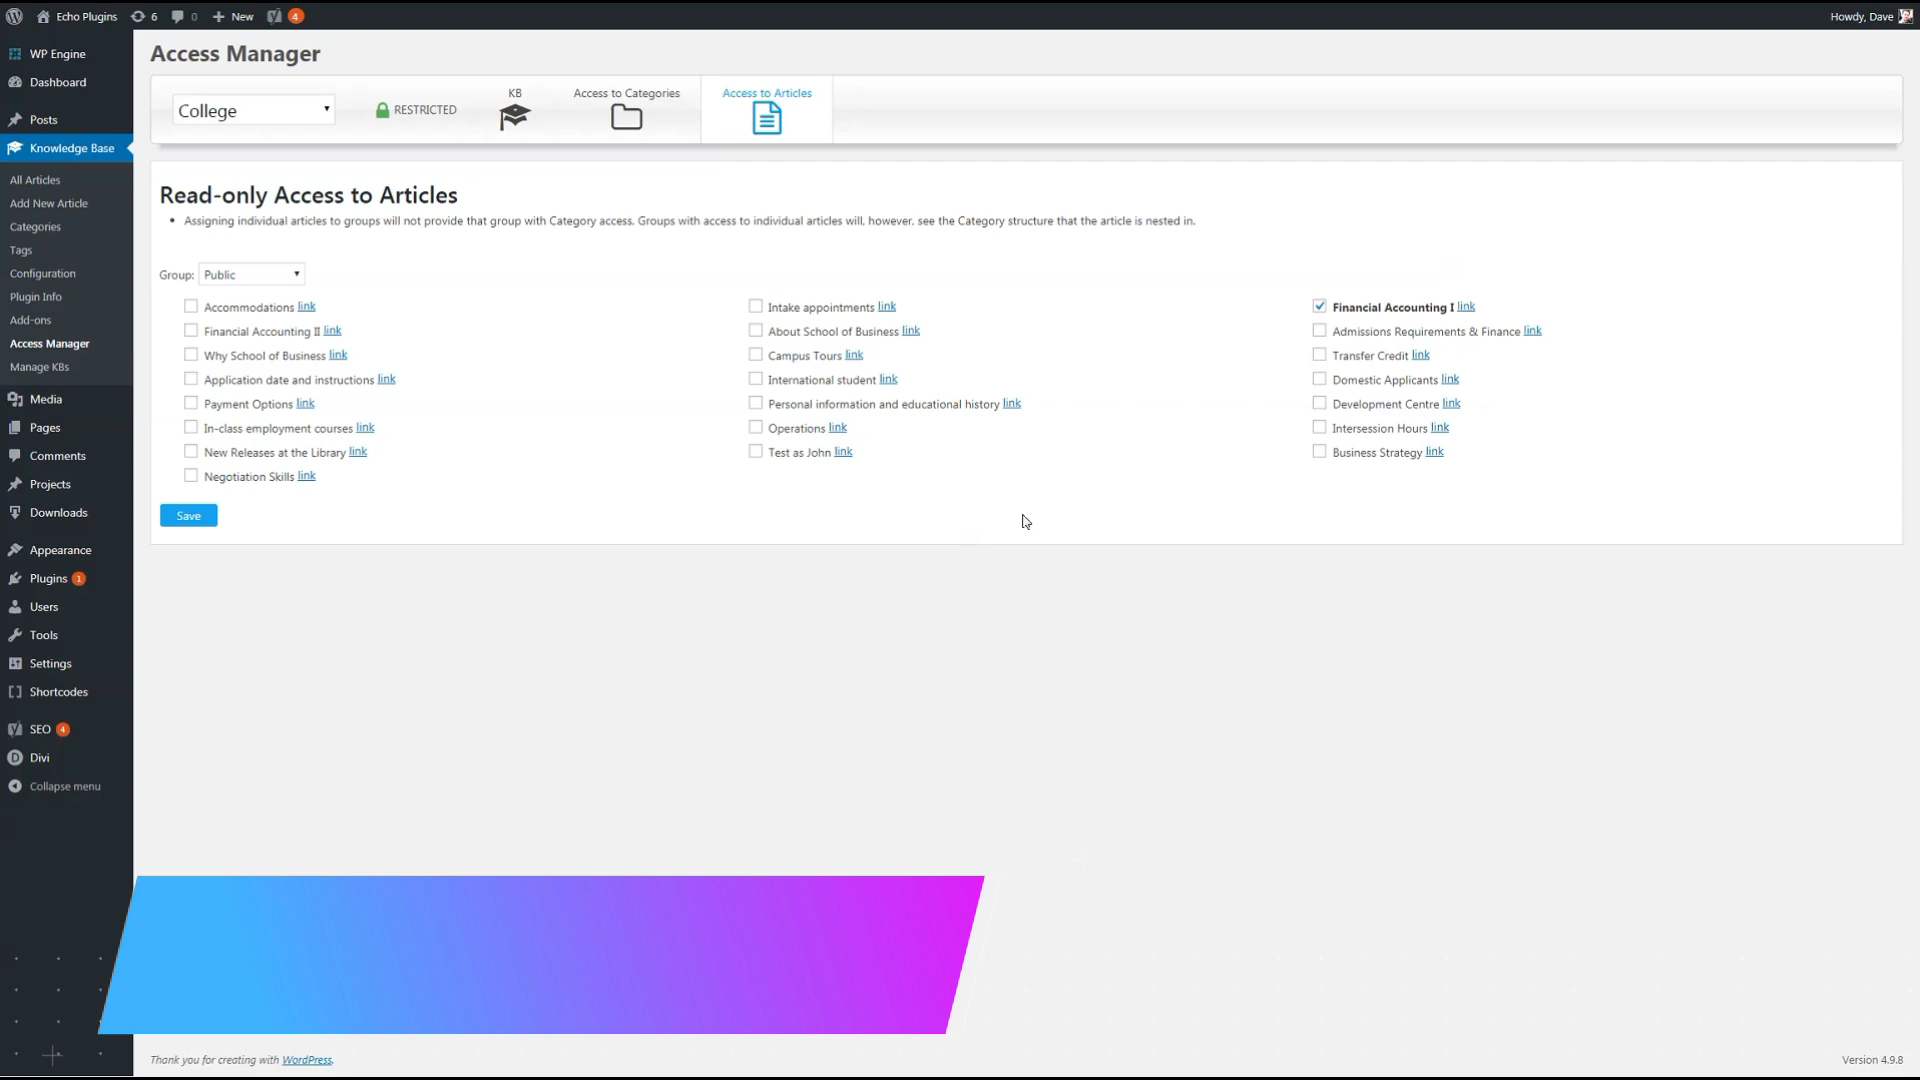 Echo Plugins 6 0 New 4 Howdy, Dave
WP Engine
Dashboard
Posts
Knowledge Base
All Articles
Add New Article
Categories
Tags
Configuration
Plugin Info
Add-ons
Access Manager
Manage KBs
Media
Pages
Comments
Projects
Downloads
Appearance
Plugins 1
Users
Tools
Settings
Shortcodes
SEO 4
Divi
Collapse menu
Access Manager
College
RESTRICTED
KB
Access to Categories
Access to Articles
Read-only Access to Articles
Assigning individual articles to groups will not provide that group with Category access. Groups with access to individual articles will, however, see the Category structure that the article is nested in.
Group: Public
Accommodations link
Intake appointments link
Financial Accounting I link
Financial Accounting II link
About School of Business link
Admissions Requirements & Finance link
Why School of Business link
Campus Tours link
Transfer Credit link
Application date and instructions link
International student link
Domestic Applicants link
Payment Options link
Personal information and educational history link
Development Centre link
In-class employment courses link
Operations link
Intersession Hours link
New Releases at the Library link
Test as John link
Business Strategy link
Negotiation Skills link
Save
Thank you for creating with WordPress.
Version 4.9.8